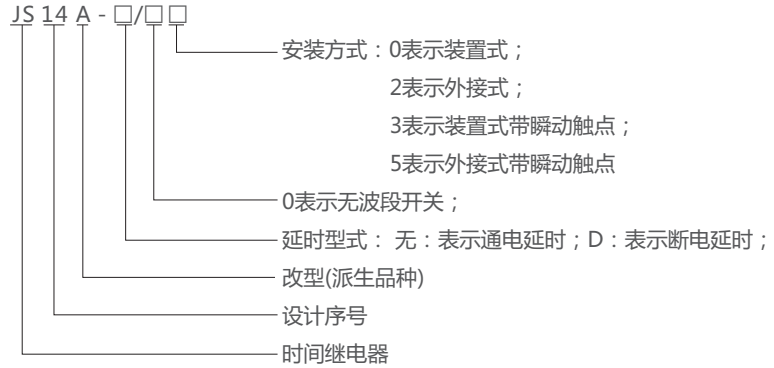 JS 14 A - □/□ □
安装方式：0表示装置式；
2表示外接式；
3表示装置式带瞬动触点；
5表示外接式带瞬动触点
0表示无波段开关；
延时型式： 无：表示通电延时；D：表示断电延时；
改型(派生品种)
设计序号
时间继电器